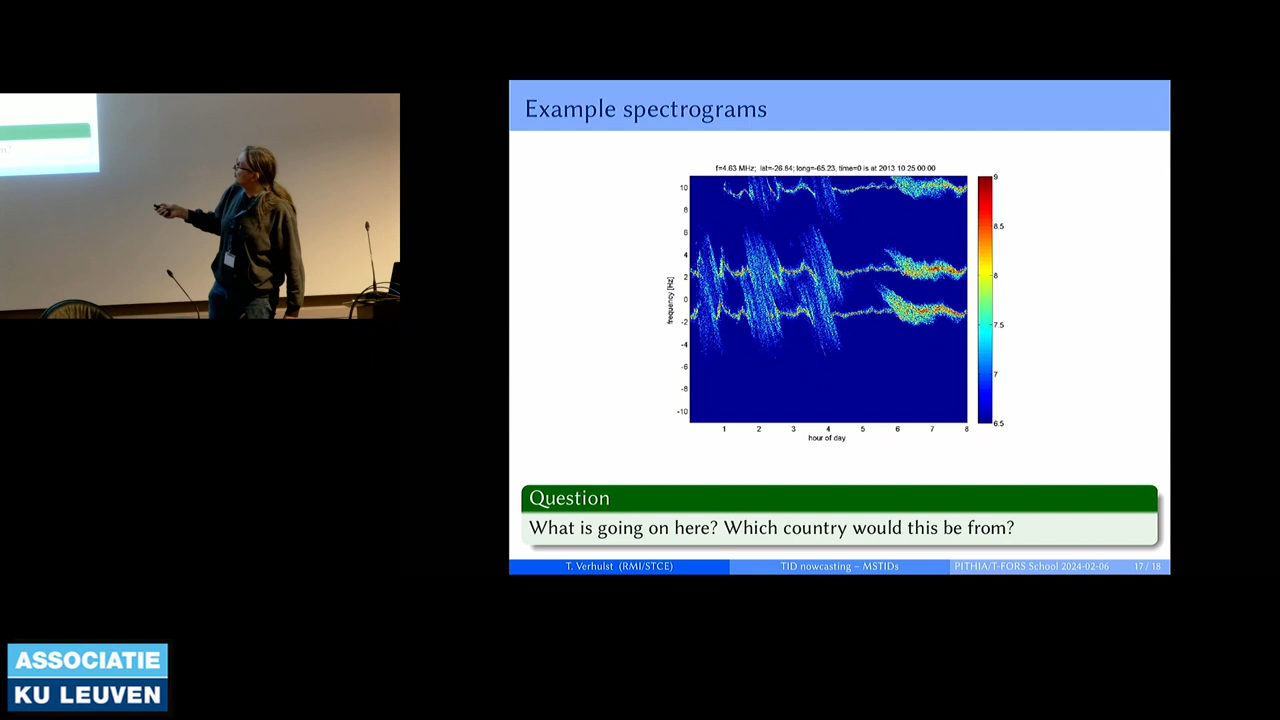 Example spectrograms
f=4.63 MHz; lat=-26.84; long=-65.23, time=0 is at 2013 10 25 00:00
10
8
6
4
2
0
-2
-4
-6
-8
-10
frequency [Hz]
1 2 3 4 5 6 7 8
hour of day
9
8.5
8
7.5
7
6.5
Question
What is going on here? Which country would this be from?
T. Verhulst (RMI/STCE) TID nowcasting – MSTIDs PITHIA/T-FORS School 2024-02-06 17 / 18
ASSOCIATIE
KU LEUVEN